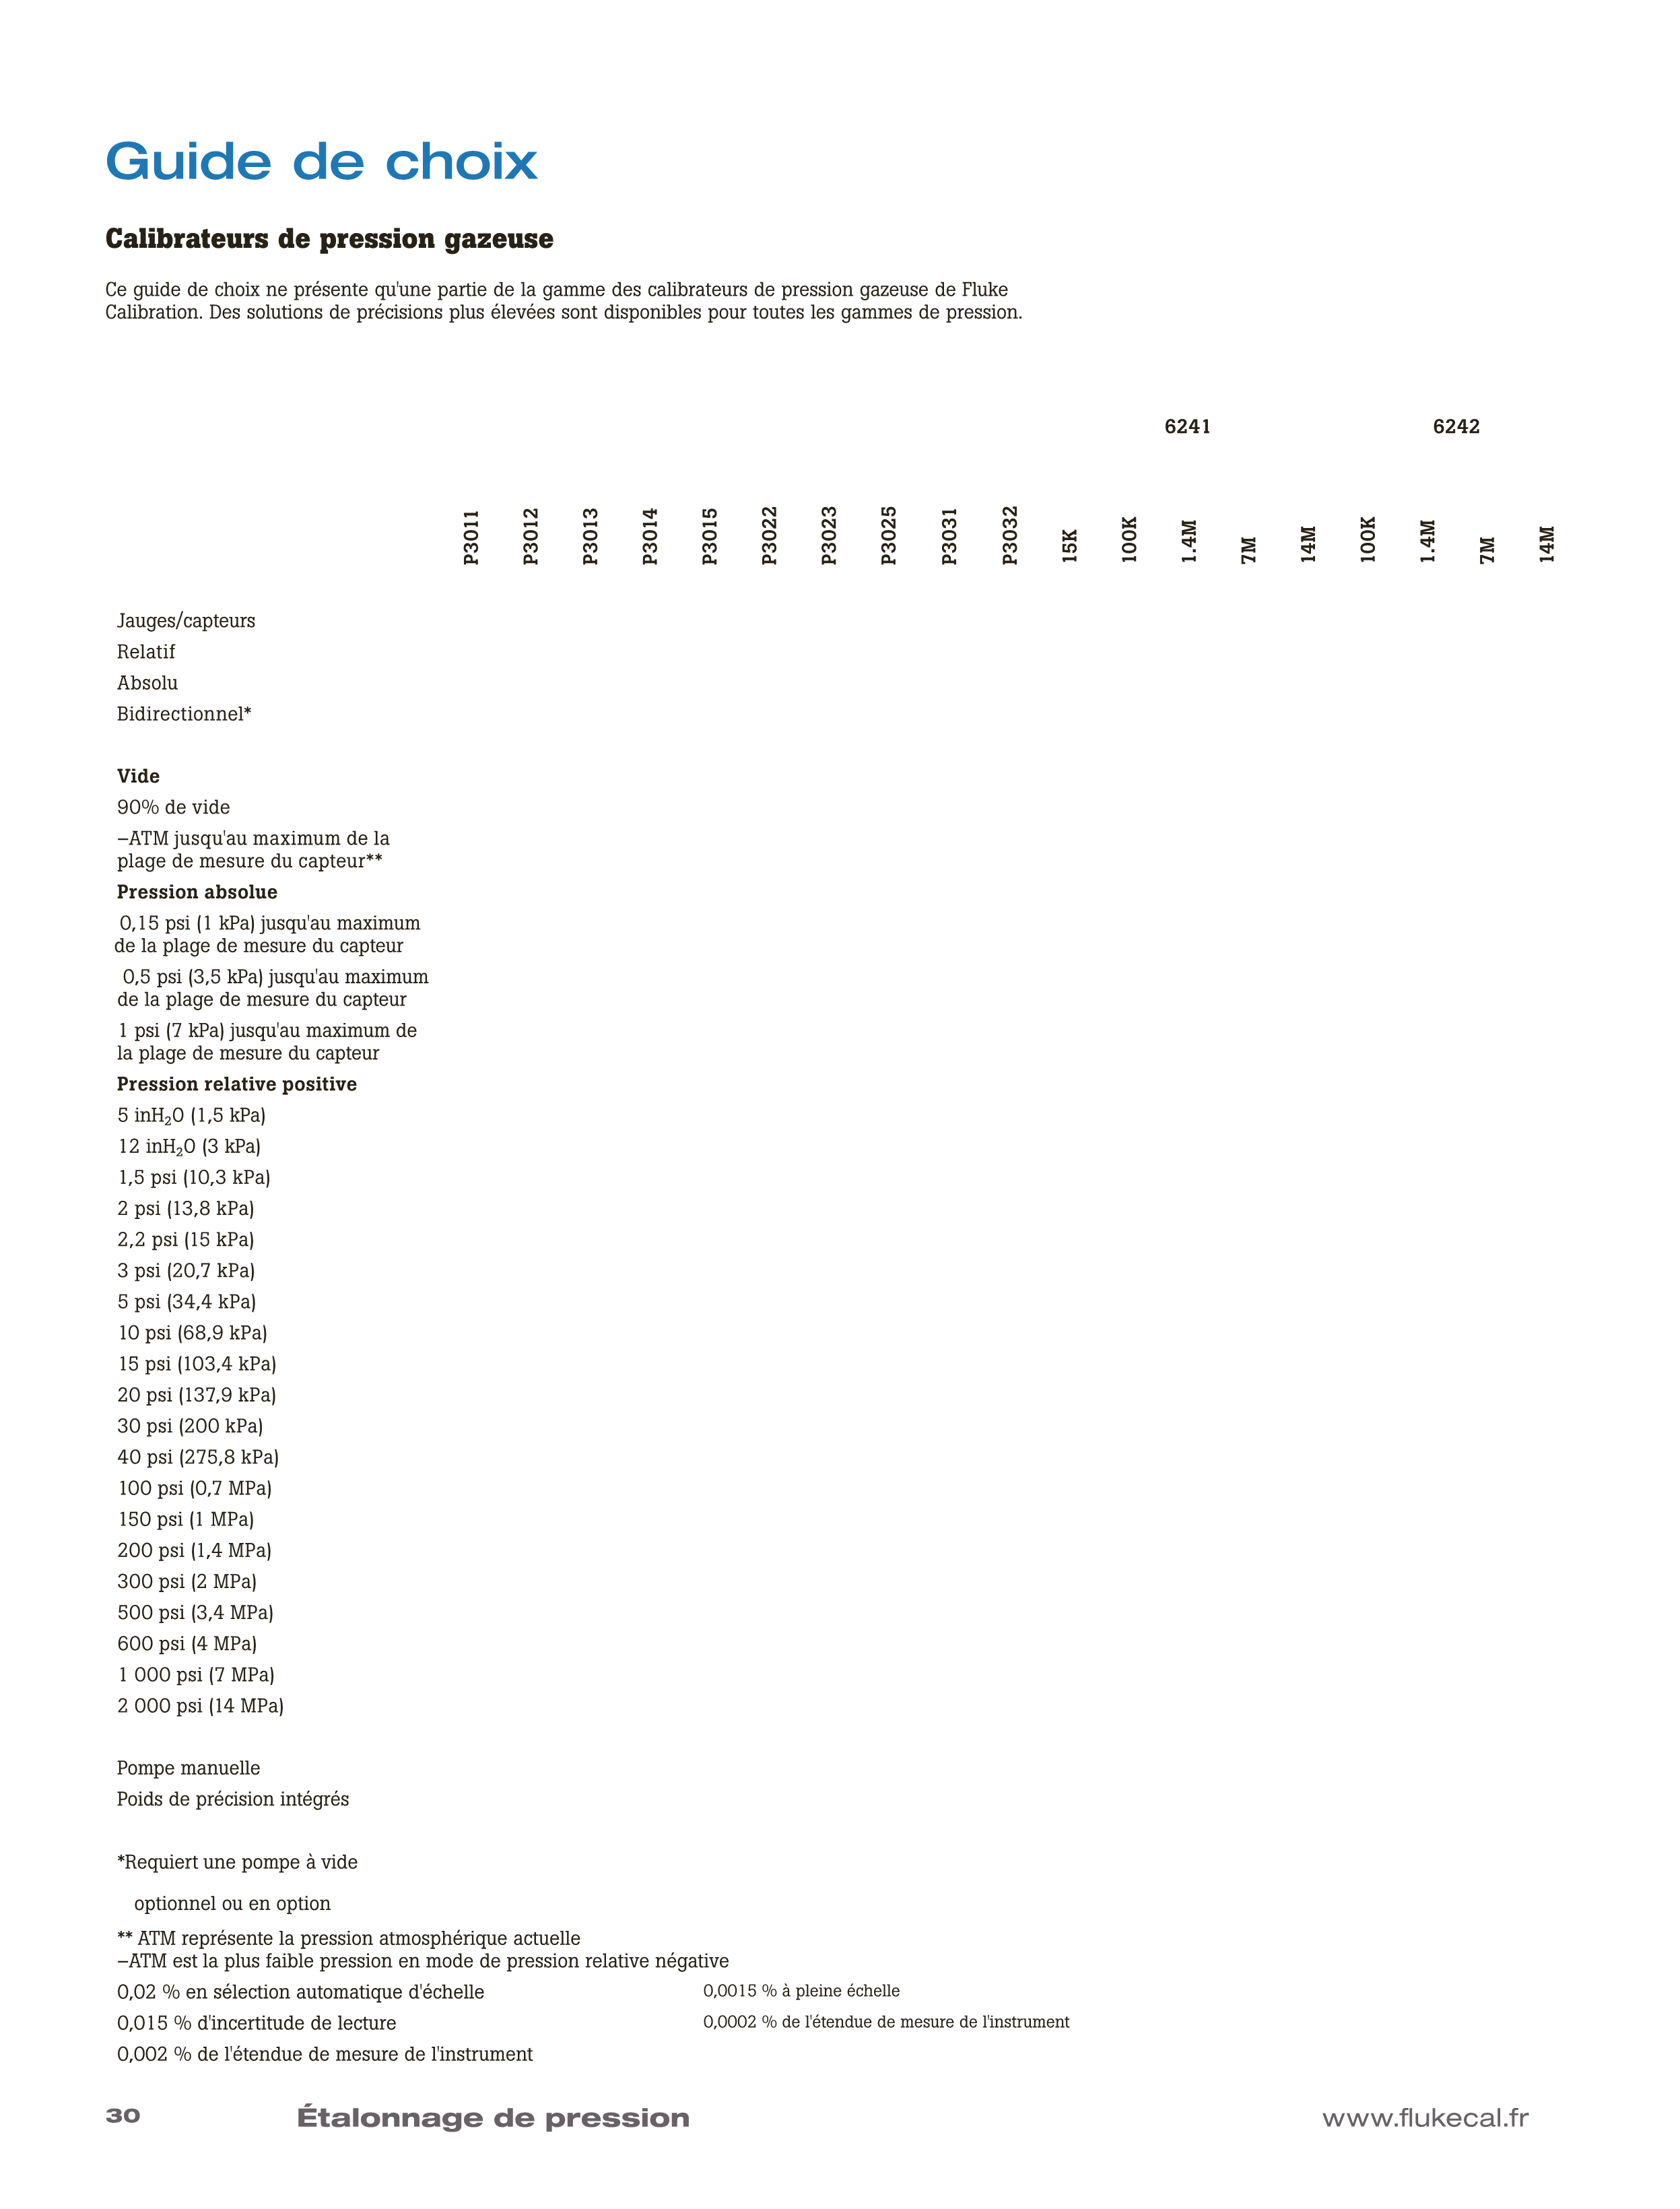 Guide de choix
Calibrateurs de pression gazeuse
Ce guide de choix ne présente qu'une partie de la gamme des calibrateurs de pression gazeuse de Fluke
Calibration. Des solutions de précisions plus élevées sont disponibles pour toutes les gammes de pression.
6241 6242
P3011 P3012 P3013 P3014 P3015 P3022 P3023 P3025 P3031 P3032 15K 100K 1.4M 7M 14M 100K 1.4M 7M 14M
Jauges/capteurs
Relatif
Absolu
Bidirectionnel*
Vide
90% de vide
–ATM jusqu'au maximum de la
plage de mesure du capteur**
Pression absolue
0,15 psi (1 kPa) jusqu'au maximum
de la plage de mesure du capteur
0,5 psi (3,5 kPa) jusqu'au maximum
de la plage de mesure du capteur
1 psi (7 kPa) jusqu'au maximum de
la plage de mesure du capteur
Pression relative positive
5 inH₂O (1,5 kPa)
12 inH₂O (3 kPa)
1,5 psi (10,3 kPa)
2 psi (13,8 kPa)
2,2 psi (15 kPa)
3 psi (20,7 kPa)
5 psi (34,4 kPa)
10 psi (68,9 kPa)
15 psi (103,4 kPa)
20 psi (137,9 kPa)
30 psi (200 kPa)
40 psi (275,8 kPa)
100 psi (0,7 MPa)
150 psi (1 MPa)
200 psi (1,4 MPa)
300 psi (2 MPa)
500 psi (3,4 MPa)
600 psi (4 MPa)
1 000 psi (7 MPa)
2 000 psi (14 MPa)
Pompe manuelle
Poids de précision intégrés
*Requiert une pompe à vide
optionnel ou en option
** ATM représente la pression atmosphérique actuelle
–ATM est la plus faible pression en mode de pression relative négative
0,02 % en sélection automatique d'échelle 0,0015 % à pleine échelle
0,015 % d'incertitude de lecture 0,0002 % de l'étendue de mesure de l'instrument
0,002 % de l'étendue de mesure de l'instrument
30 Étalonnage de pression www.flukecal.fr